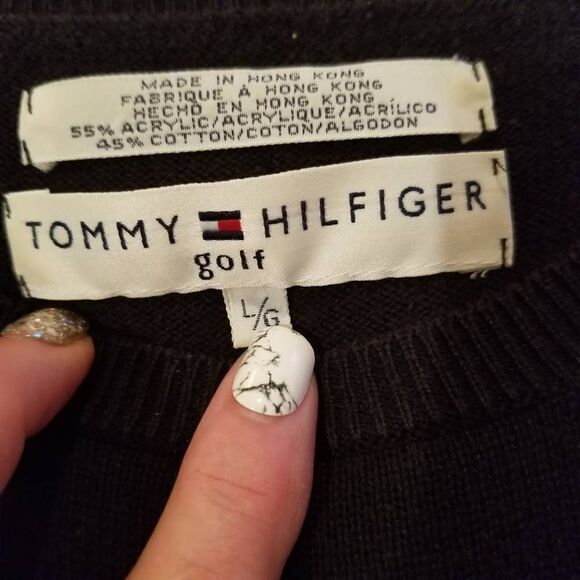 MADE IN HONG KONG
FABRIQUE À HONG KONG
HECHO EN HONG KONG
55% ACRYLIC/ACRYLIQUE/ACRÍLICO
45% COTTON/COTON/ALGODON
TOMMY HILFIGER
golf
L/G